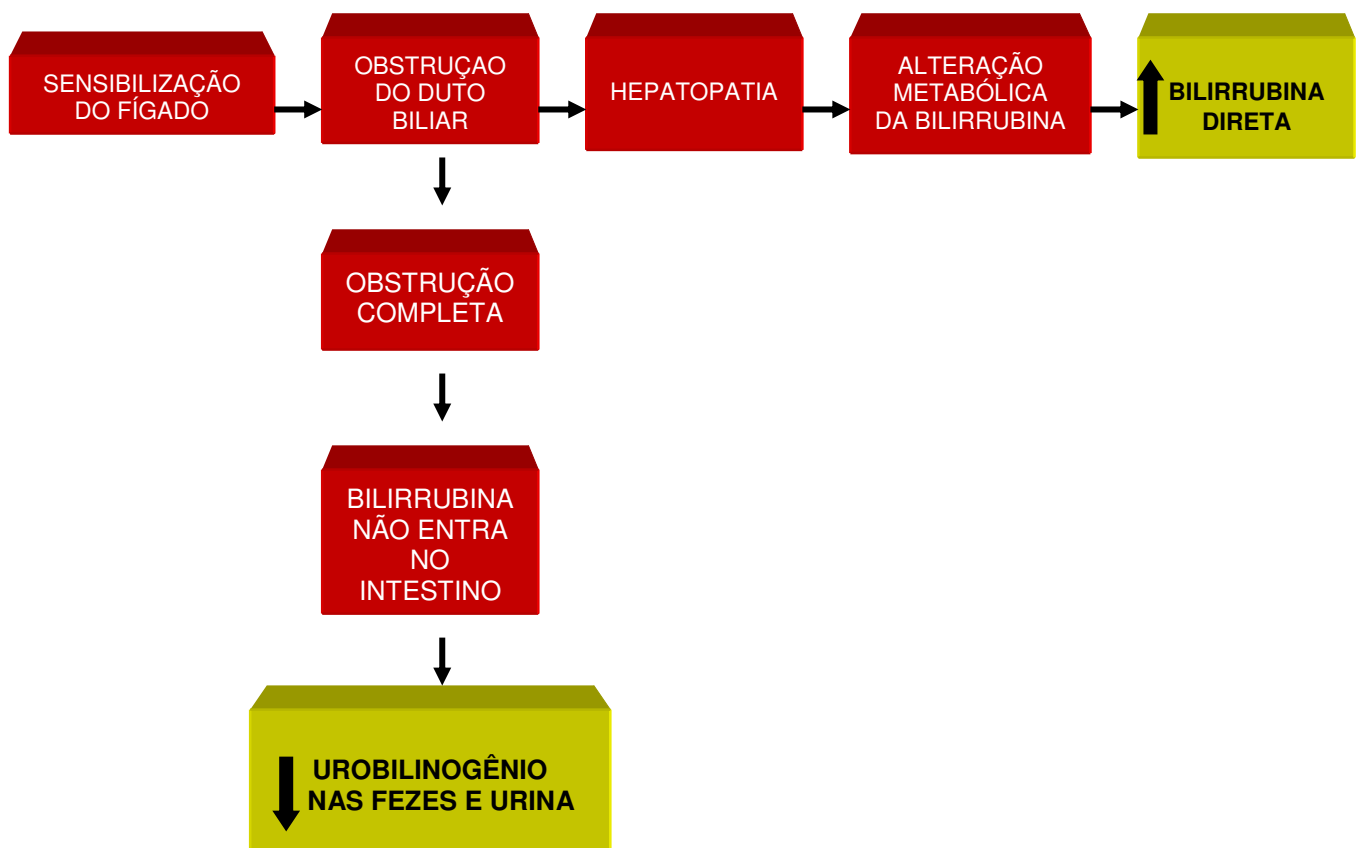 SENSIBILIZAÇÃO
DO FÍGADO
OBSTRUÇAO
DO DUTO
BILIAR
HEPATOPATIA
ALTERAÇÃO
METABÓLICA
DA BILIRRUBINA
BILIRRUBINA
DIRETA
OBSTRUÇÃO
COMPLETA
BILIRRUBINA
NÃO ENTRA
NO
INTESTINO
UROBILINOGÊNIO
NAS FEZES E URINA